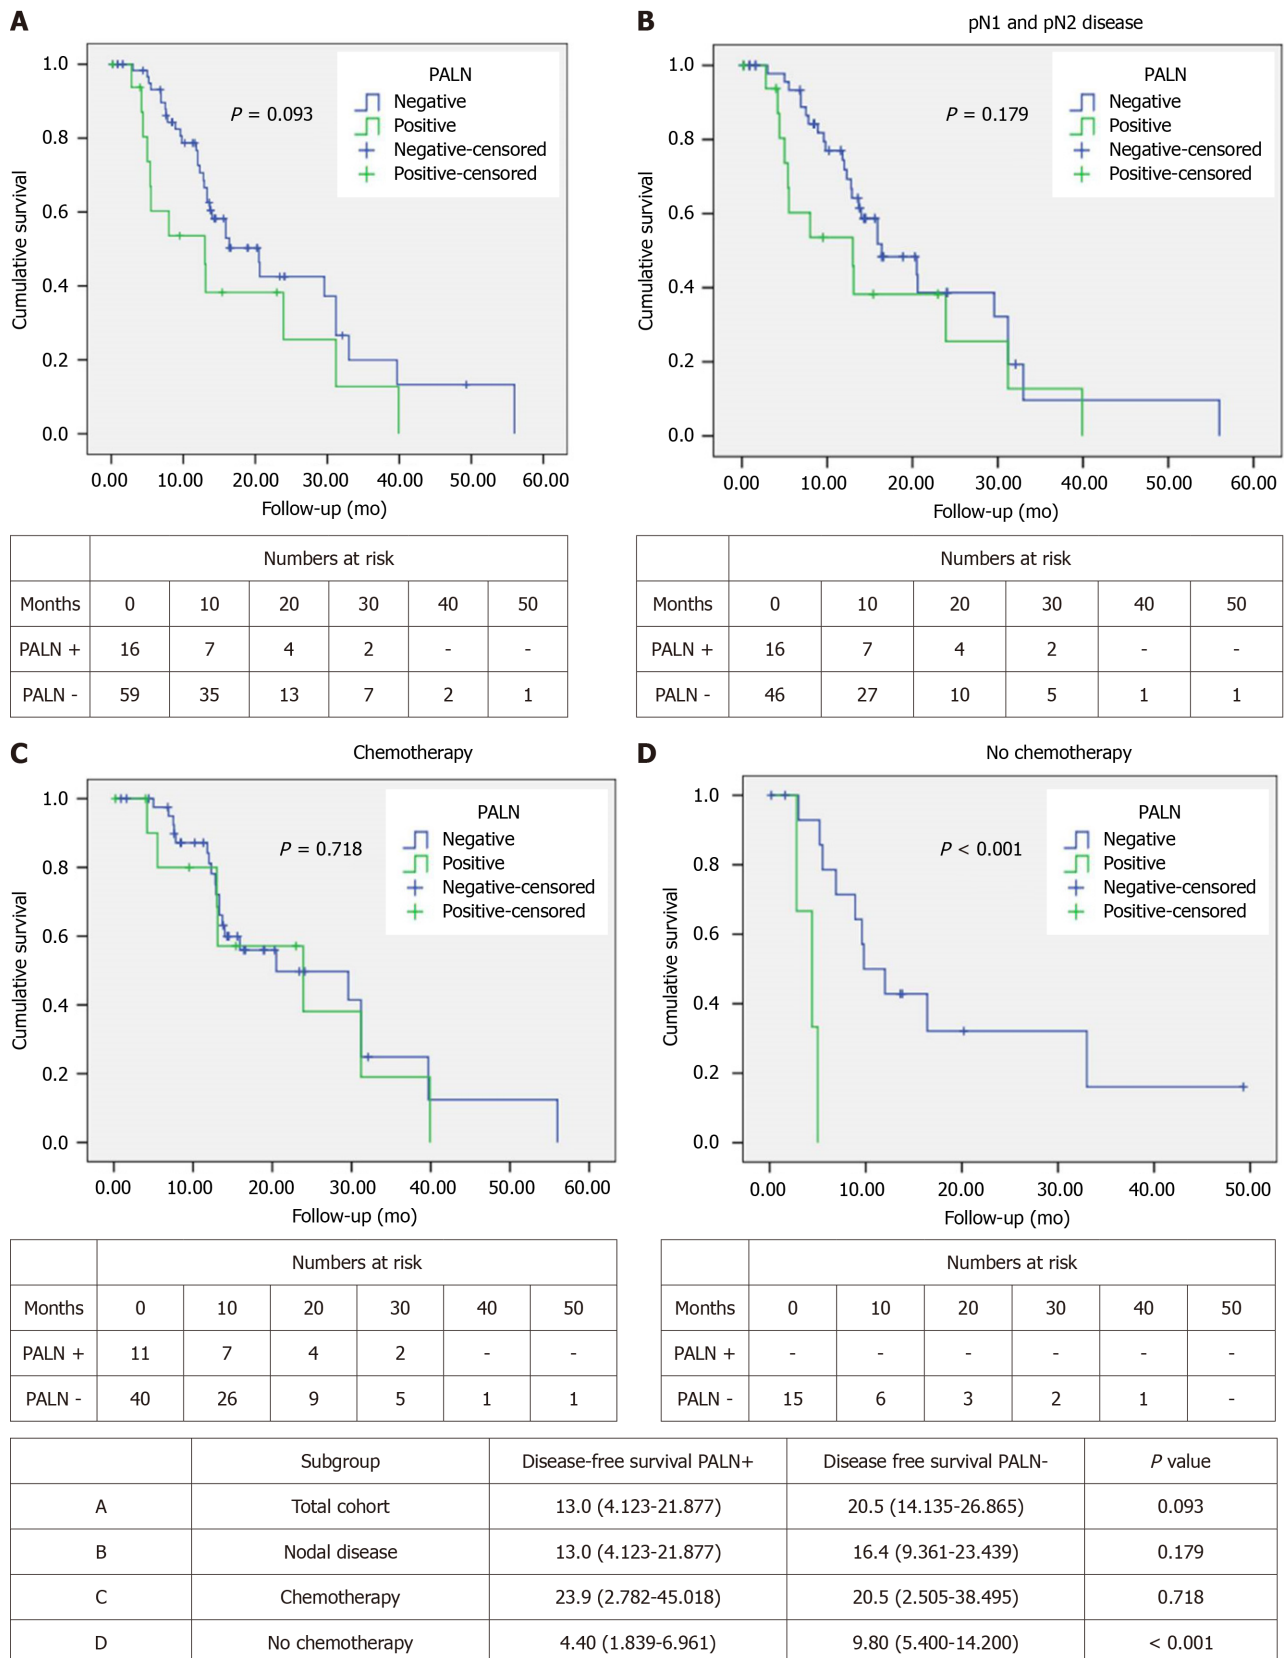 A
PALN
Negative
Positive
Negative-censored
Positive-censored
P = 0.093
Cumulative survival
1.0
0.8
0.6
0.4
0.2
0.0
0.00 10.00 20.00 30.00 40.00 50.00 60.00
Follow-up (mo)
Numbers at risk
Months 0 10 20 30 40 50
PALN + 16 7 4 2 - -
PALN - 59 35 13 7 2 1
B
pN1 and pN2 disease
PALN
Negative
Positive
Negative-censored
Positive-censored
P = 0.179
Cumulative survival
1.0
0.8
0.6
0.4
0.2
0.0
0.00 10.00 20.00 30.00 40.00 50.00 60.00
Follow-up (mo)
Numbers at risk
Months 0 10 20 30 40 50
PALN + 16 7 4 2 - -
PALN - 46 27 10 5 1 1
C
Chemotherapy
PALN
Negative
Positive
Negative-censored
Positive-censored
P = 0.718
Cumulative survival
1.0
0.8
0.6
0.4
0.2
0.0
0.00 10.00 20.00 30.00 40.00 50.00 60.00
Follow-up (mo)
Numbers at risk
Months 0 10 20 30 40 50
PALN + 11 7 4 2 - -
PALN - 40 26 9 5 1 1
D
No chemotherapy
PALN
Negative
Positive
Negative-censored
Positive-censored
P < 0.001
Cumulative survival
1.0
0.8
0.6
0.4
0.2
0.0
0.00 10.00 20.00 30.00 40.00 50.00
Follow-up (mo)
Numbers at risk
Months 0 10 20 30 40 50
PALN + - - - - - -
PALN - 15 6 3 2 1 -
Subgroup Disease-free survival PALN+ Disease free survival PALN- P value
A Total cohort 13.0 (4.123-21.877) 20.5 (14.135-26.865) 0.093
B Nodal disease 13.0 (4.123-21.877) 16.4 (9.361-23.439) 0.179
C Chemotherapy 23.9 (2.782-45.018) 20.5 (2.505-38.495) 0.718
D No chemotherapy 4.40 (1.839-6.961) 9.80 (5.400-14.200) < 0.001